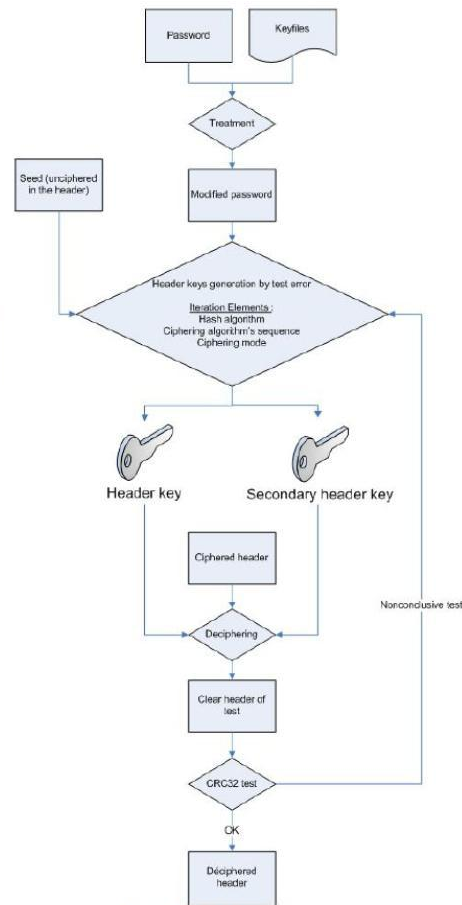 Password
Keyfiles
Treatment
Seed (unciphered
in the header)
Modified password
Header keys generation by test error
Iteration Elements :
Hash algorithm
Ciphering algorithm's sequence
Ciphering mode
Header key
Secondary header key
Ciphered header
Nonconclusive test
Deciphering
Clear header of
test
CRC32 test
OK
Déciphered
header